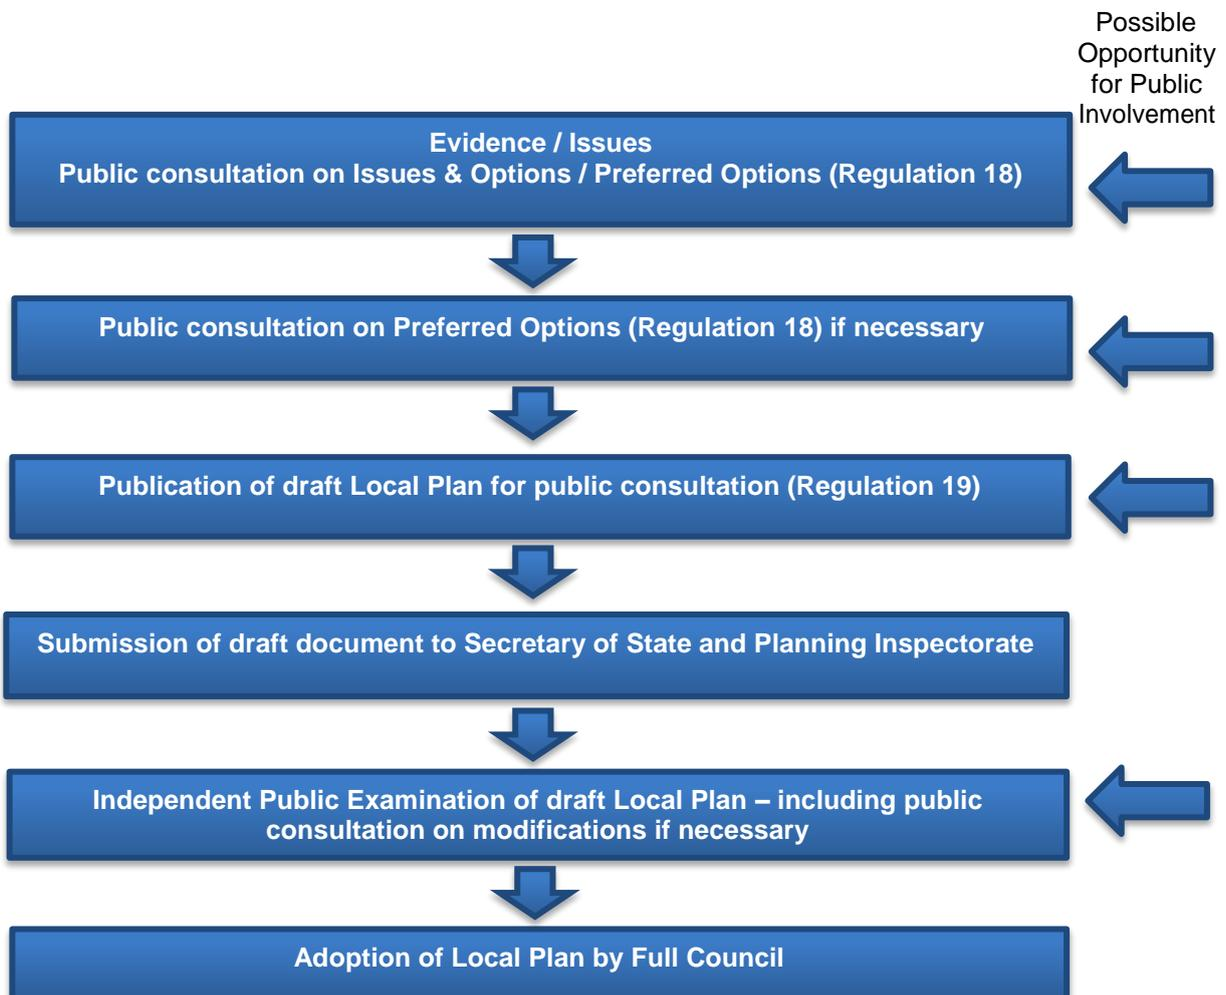 Possible
Opportunity
for Public
Involvement
Evidence / Issues
Public consultation on Issues & Options / Preferred Options (Regulation 18)
Public consultation on Preferred Options (Regulation 18) if necessary
Publication of draft Local Plan for public consultation (Regulation 19)
Submission of draft document to Secretary of State and Planning Inspectorate
Independent Public Examination of draft Local Plan – including public
consultation on modifications if necessary
Adoption of Local Plan by Full Council